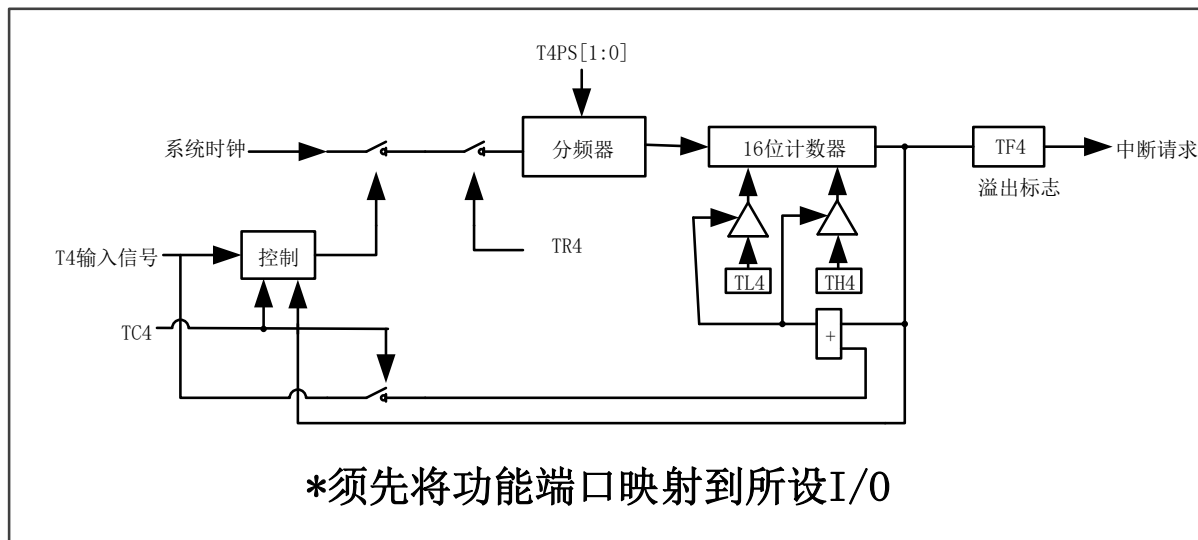 T4PS[1:0]
系统时钟
分频器
16位计数器
TF4
中断请求
溢出标志
T4输入信号
控制
TR4
TL4
TH4
TC4
+
*须先将功能端口映射到所设I/O